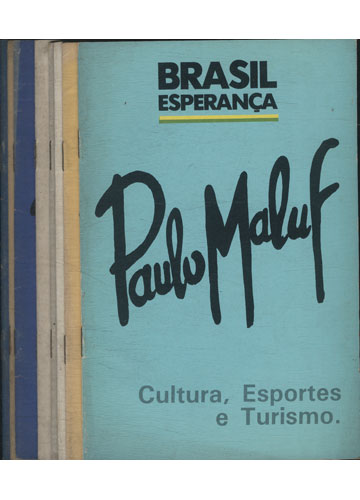 BRASIL
ESPERANÇA
Paulo Maluf
Cultura, Esportes
e Turismo.